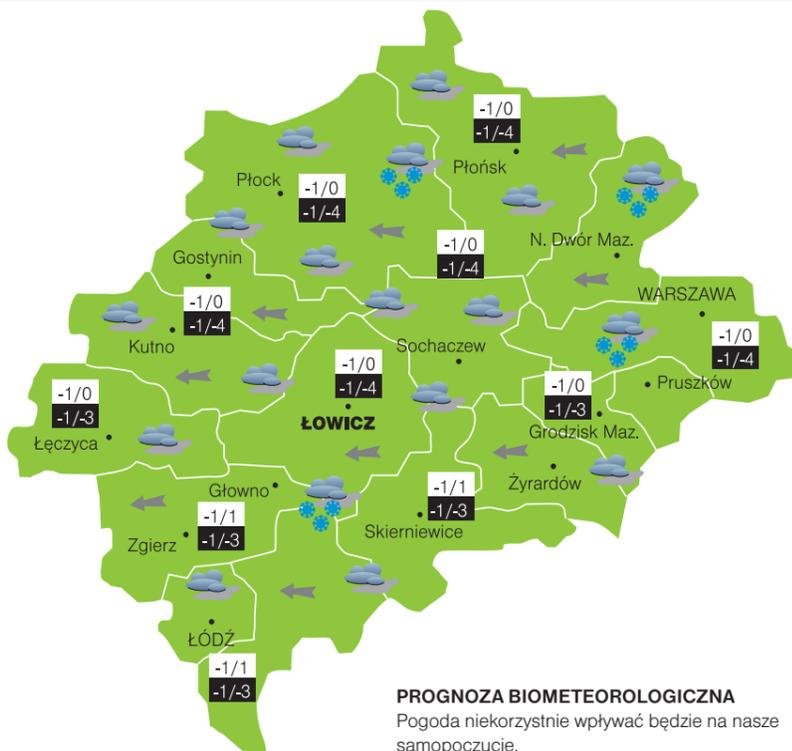 -1/0
-1/-4
Płońsk
Płock
-1/0
-1/-4
-1/0
-1/-4
N. Dwór Maz.
Gostynin
WARSZAWA
-1/0
-1/-4
Kutno
-1/0
-1/-4
Sochaczew
-1/0
-1/-4
ŁOWICZ
-1/0
-1/-3
Grodzisk Maz.
Pruszków
-1/0
-1/-3
Łęczyca
Żyrardów
Głowno
-1/1
-1/-3
Skierniewice
-1/1
-1/-3
Zgierz
ŁÓDŹ
-1/1
-1/-3
PROGNOZA BIOMETEOROLOGICZNA
Pogoda niekorzystnie wpływać będzie na nasze
samopoczucie.